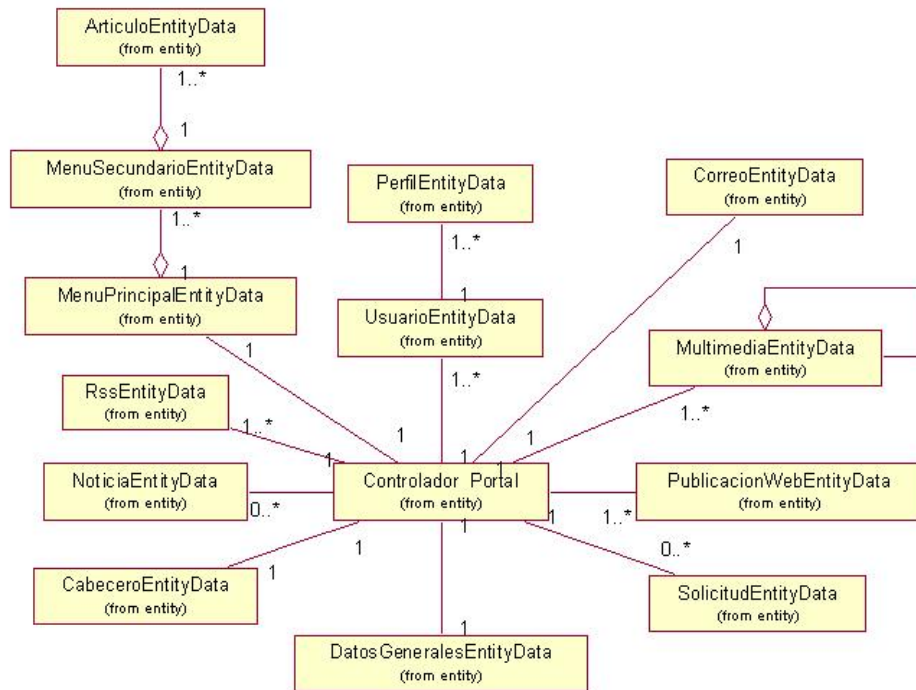 ArticuloEntityData
(from entity)
1..*
1
MenuSecundarioEntityData
(from entity)
1..*
1
MenuPrincipalEntityData
(from entity)
1
PerfilEntityData
(from entity)
1..*
1
UsuarioEntityData
(from entity)
1..*
CorreoEntityData
(from entity)
1
MultimediaEntityData
(from entity)
1..*
RssEntityData
(from entity)
1..*
1
1
1
1
1
Controlador Portal
(from entity)
NoticiaEntityData
(from entity)
0..*
PublicacionWebEntityData
(from entity)
1..*
1
1
1
CabeceroEntityData
(from entity)
1
0..*
SolicitudEntityData
(from entity)
1
DatosGeneralesEntityData
(from entity)